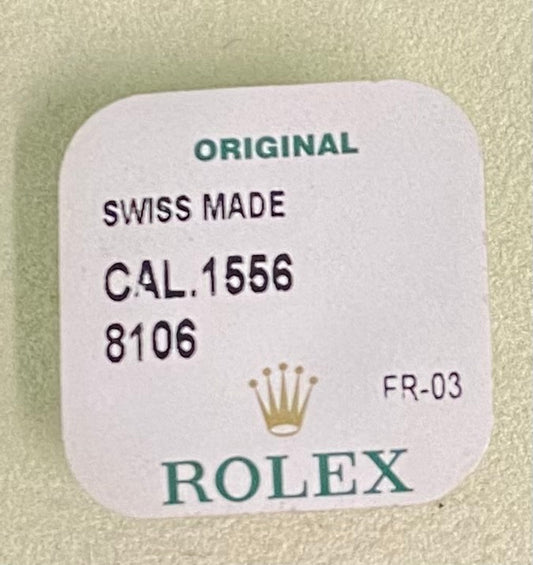 ORIGINAL
SWISS MADE
CAL.1556
8106
FR-03
ROLEX